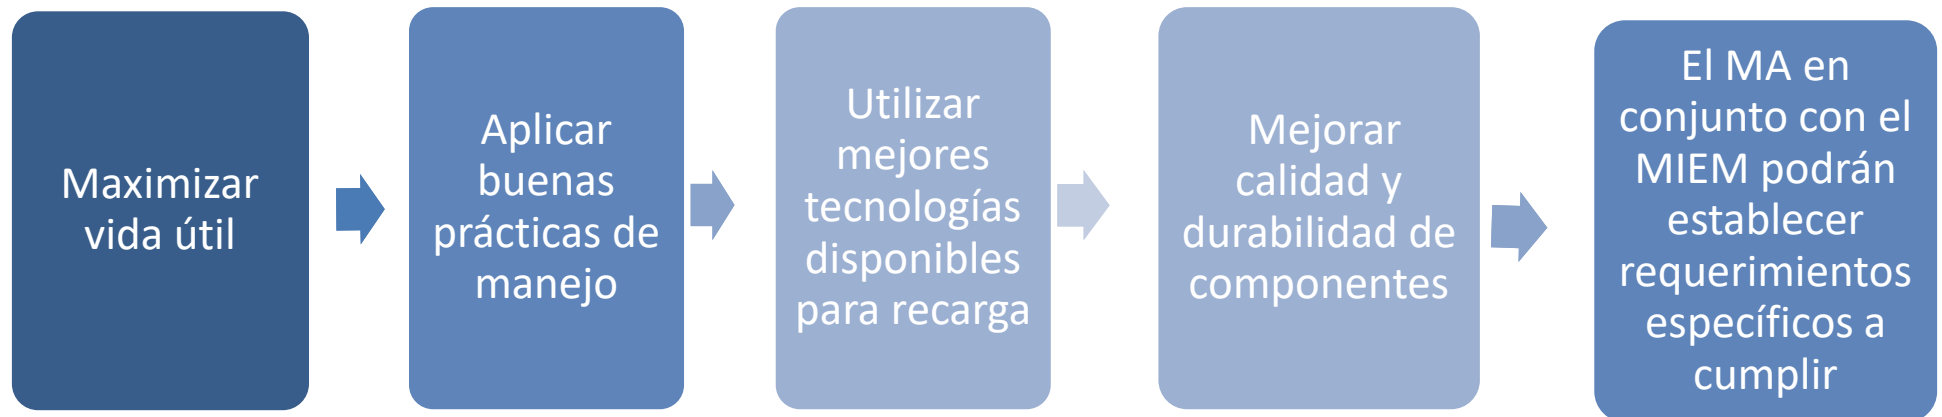 Maximizar
vida útil
Aplicar
buenas
prácticas de
manejo
Utilizar
mejores
tecnologías
disponibles
para recarga
Mejorar
calidad y
durabilidad de
componentes
El MA en
conjunto con el
MIEM podrán
establecer
requerimientos
específicos a
cumplir